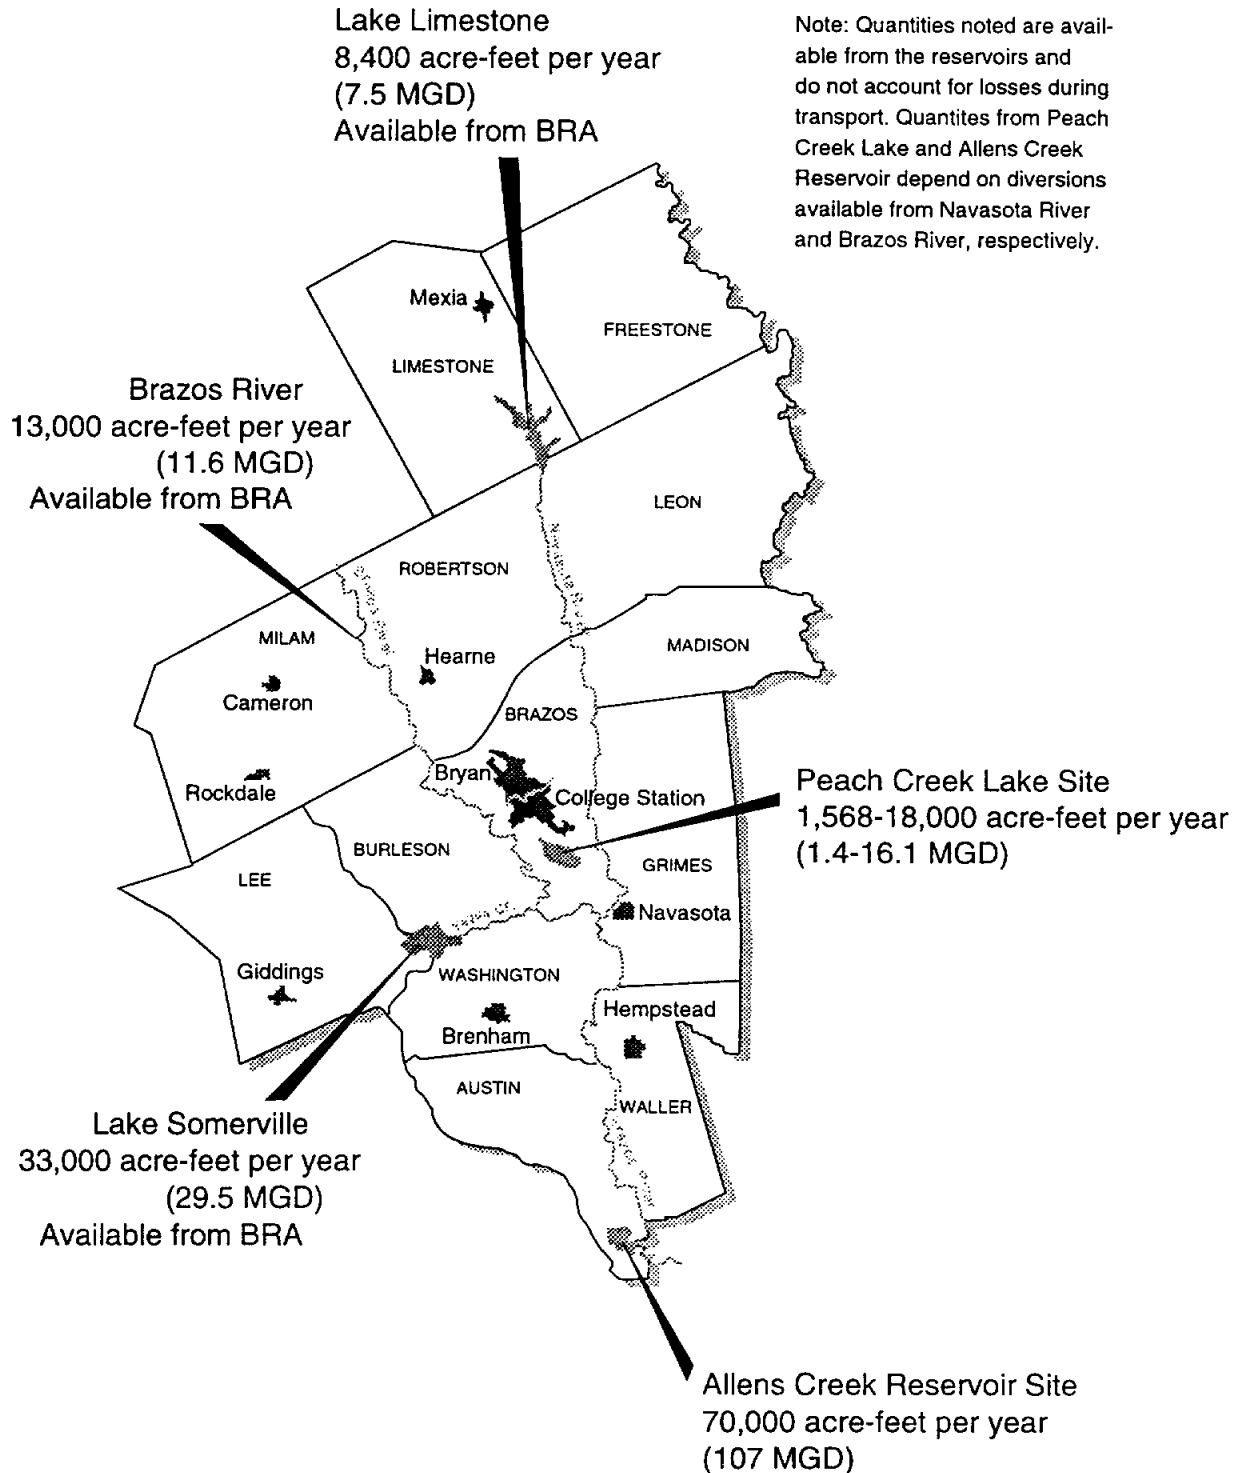 Lake Limestone
8,400 acre-feet per year
(7.5 MGD)
Available from BRA
Note: Quantities noted are avail-
able from the reservoirs and
do not account for losses during
transport. Quantites from Peach
Creek Lake and Allens Creek
Reservoir depend on diversions
available from Navasota River
and Brazos River, respectively.
Mexia
FREESTONE
LIMESTONE
Brazos River
13,000 acre-feet per year
(11.6 MGD)
Available from BRA
LEON
ROBERTSON
MILAM
MADISON
Hearne
Cameron
BRAZOS
Bryan
Rockdale
College Station
Peach Creek Lake Site
1,568-18,000 acre-feet per year
(1.4-16.1 MGD)
BURLESON
GRIMES
LEE
Navasota
Giddings
WASHINGTON
Hempstead
Brenham
AUSTIN
WALLER
Lake Somerville
33,000 acre-feet per year
(29.5 MGD)
Available from BRA
Allens Creek Reservoir Site
70,000 acre-feet per year
(107 MGD)